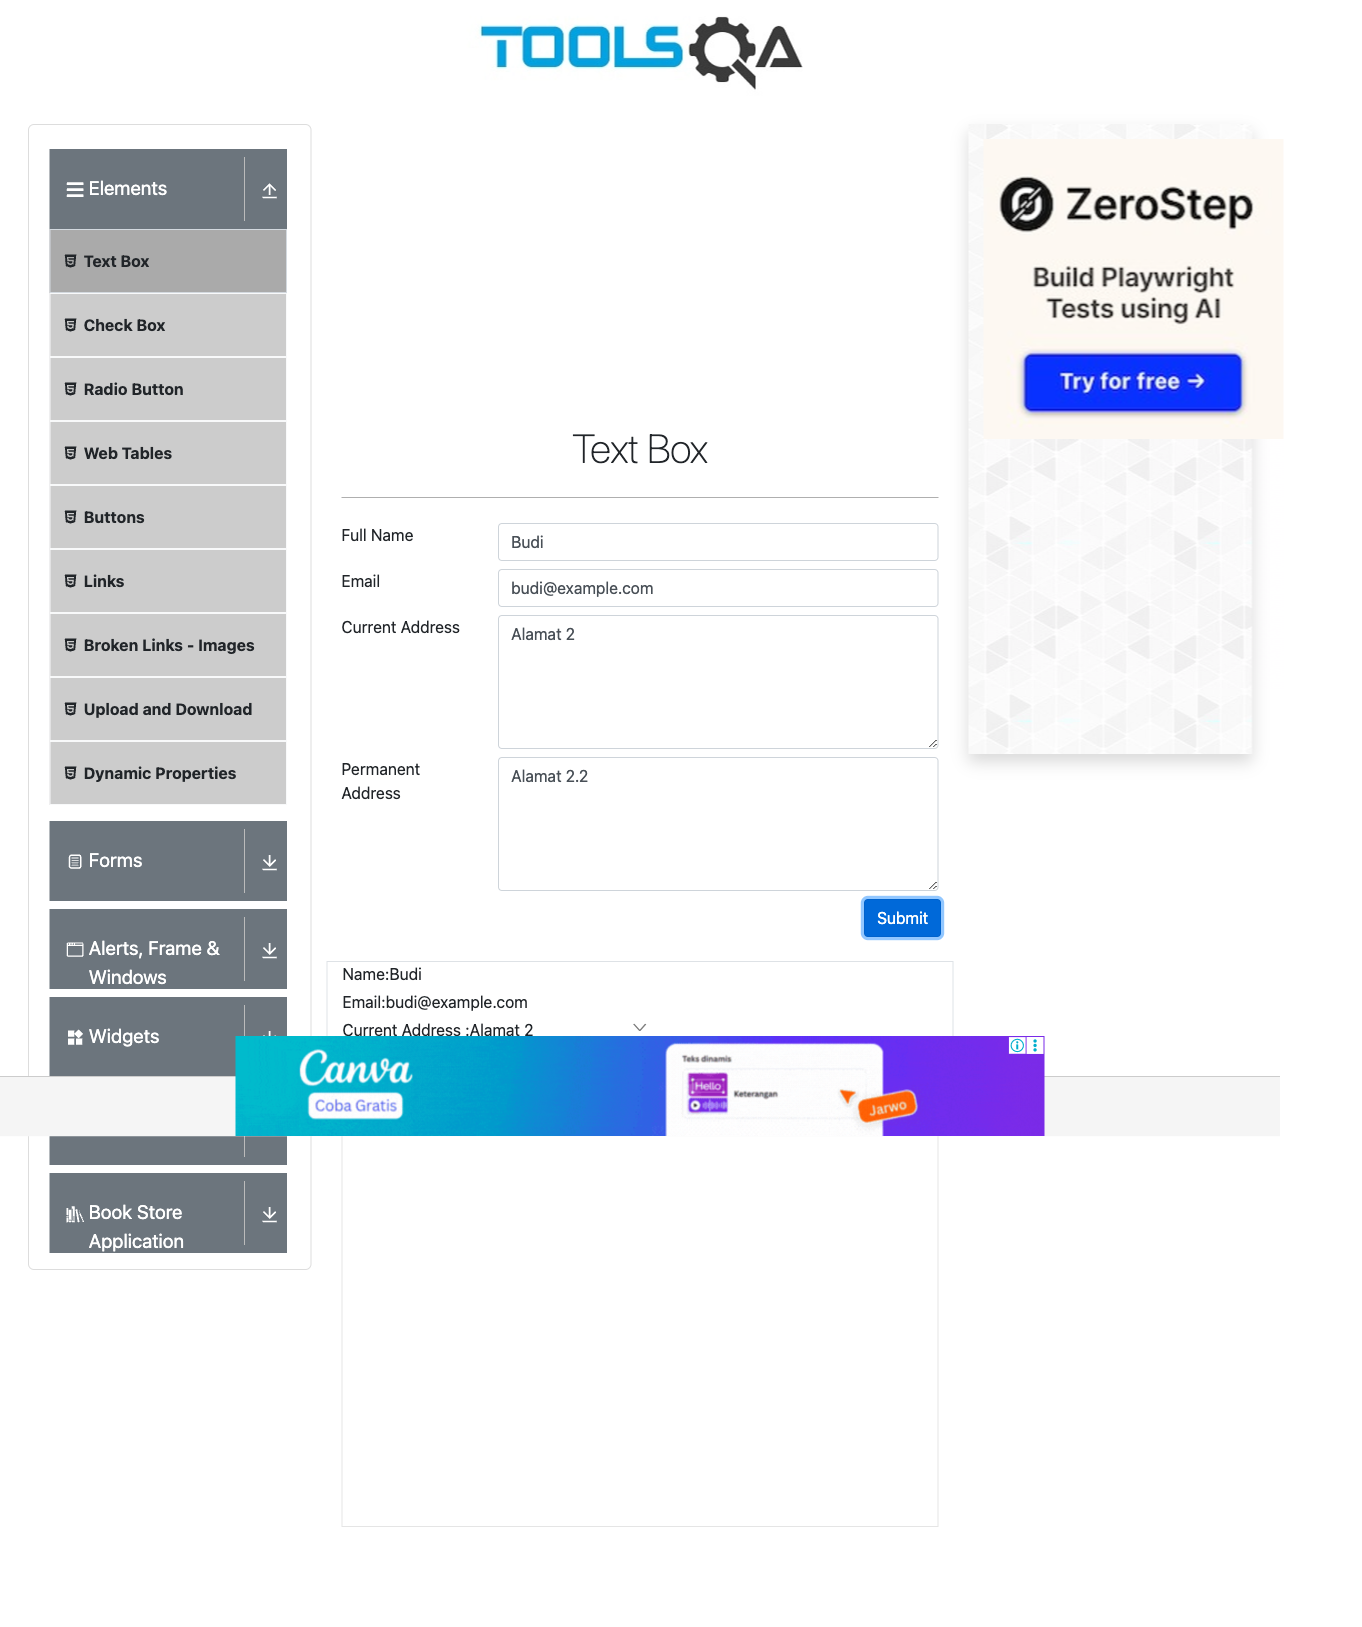 TOOLSQA
Elements
Text Box
Check Box
Radio Button
Web Tables
Buttons
Links
Broken Links - Images
Upload and Download
Dynamic Properties
Forms
Alerts, Frame &
Windows
Widgets
Book Store
Application
Text Box
Full Name
Budi
Email
budi@example.com
Current Address
Alamat 2
Permanent
Address
Alamat 2.2
Submit
Name:Budi
Email:budi@example.com
Current Address :Alamat 2
Canva
Coba Gratis
Teks dinamis
Hello
Keterangan
Jarwo
ZeroStep
Build Playwright
Tests using AI
Try for free →